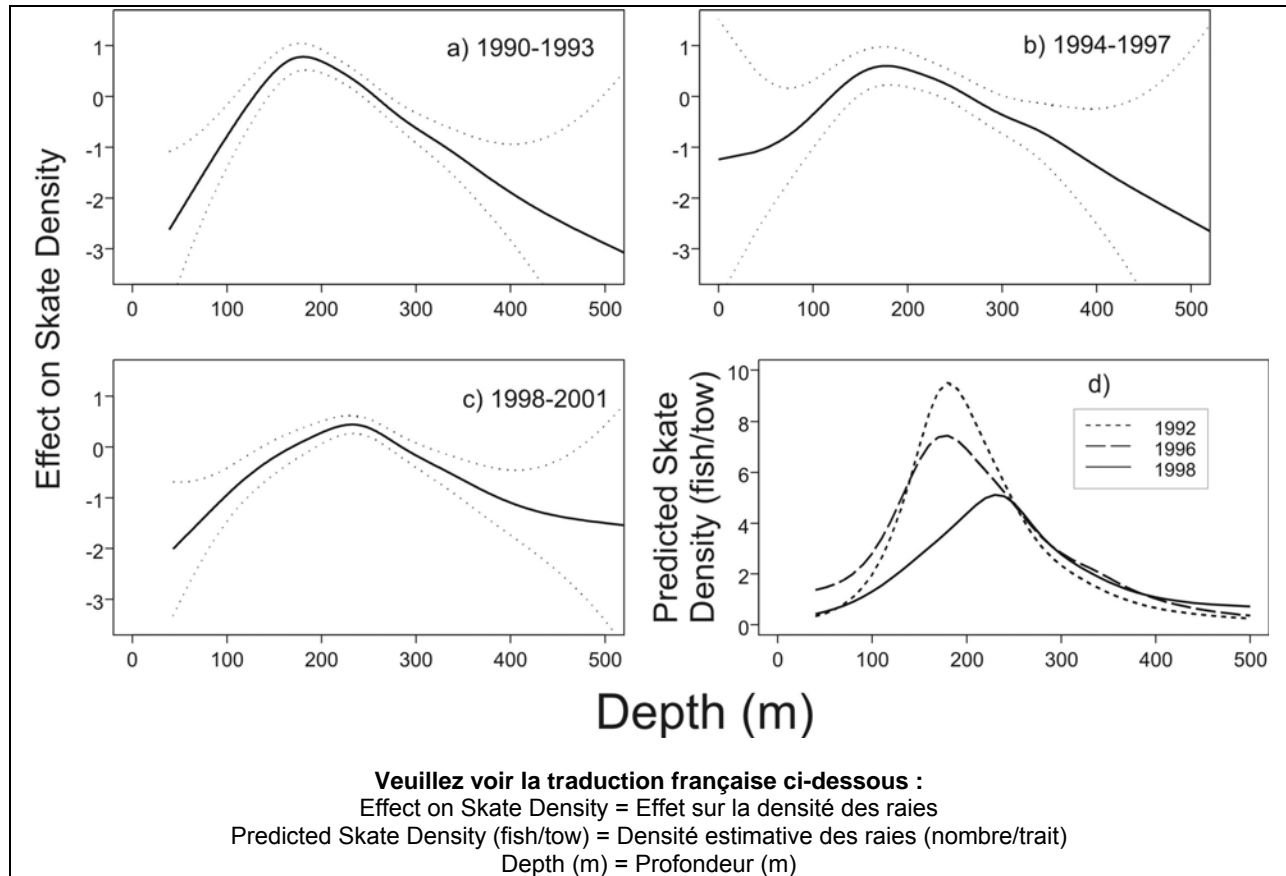 a) 1990-1993
b) 1994-1997
Effect on Skate Density
1
0
-1
-2
-3
0 100 200 300 400 500
1
0
-1
-2
-3
0 100 200 300 400 500
c) 1998-2001
1
0
-1
-2
-3
0 100 200 300 400 500
d)
Predicted Skate
Density (fish/tow)
10
8
6
4
2
0
1992
1996
1998
0 100 200 300 400 500
Depth (m)
Veuillez voir la traduction française ci-dessous :
Effect on Skate Density = Effet sur la densité des raies
Predicted Skate Density (fish/tow) = Densité estimative des raies (nombre/trait)
Depth (m) = Profondeur (m)